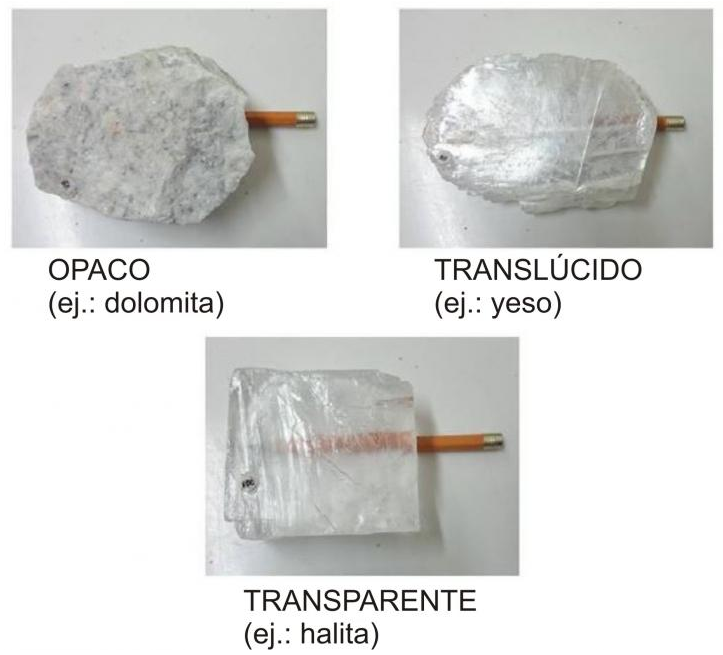 OPACO
(ej.: dolomita)
TRANSLÚCIDO
(ej.: yeso)
TRANSPARENTE
(ej.: halita)